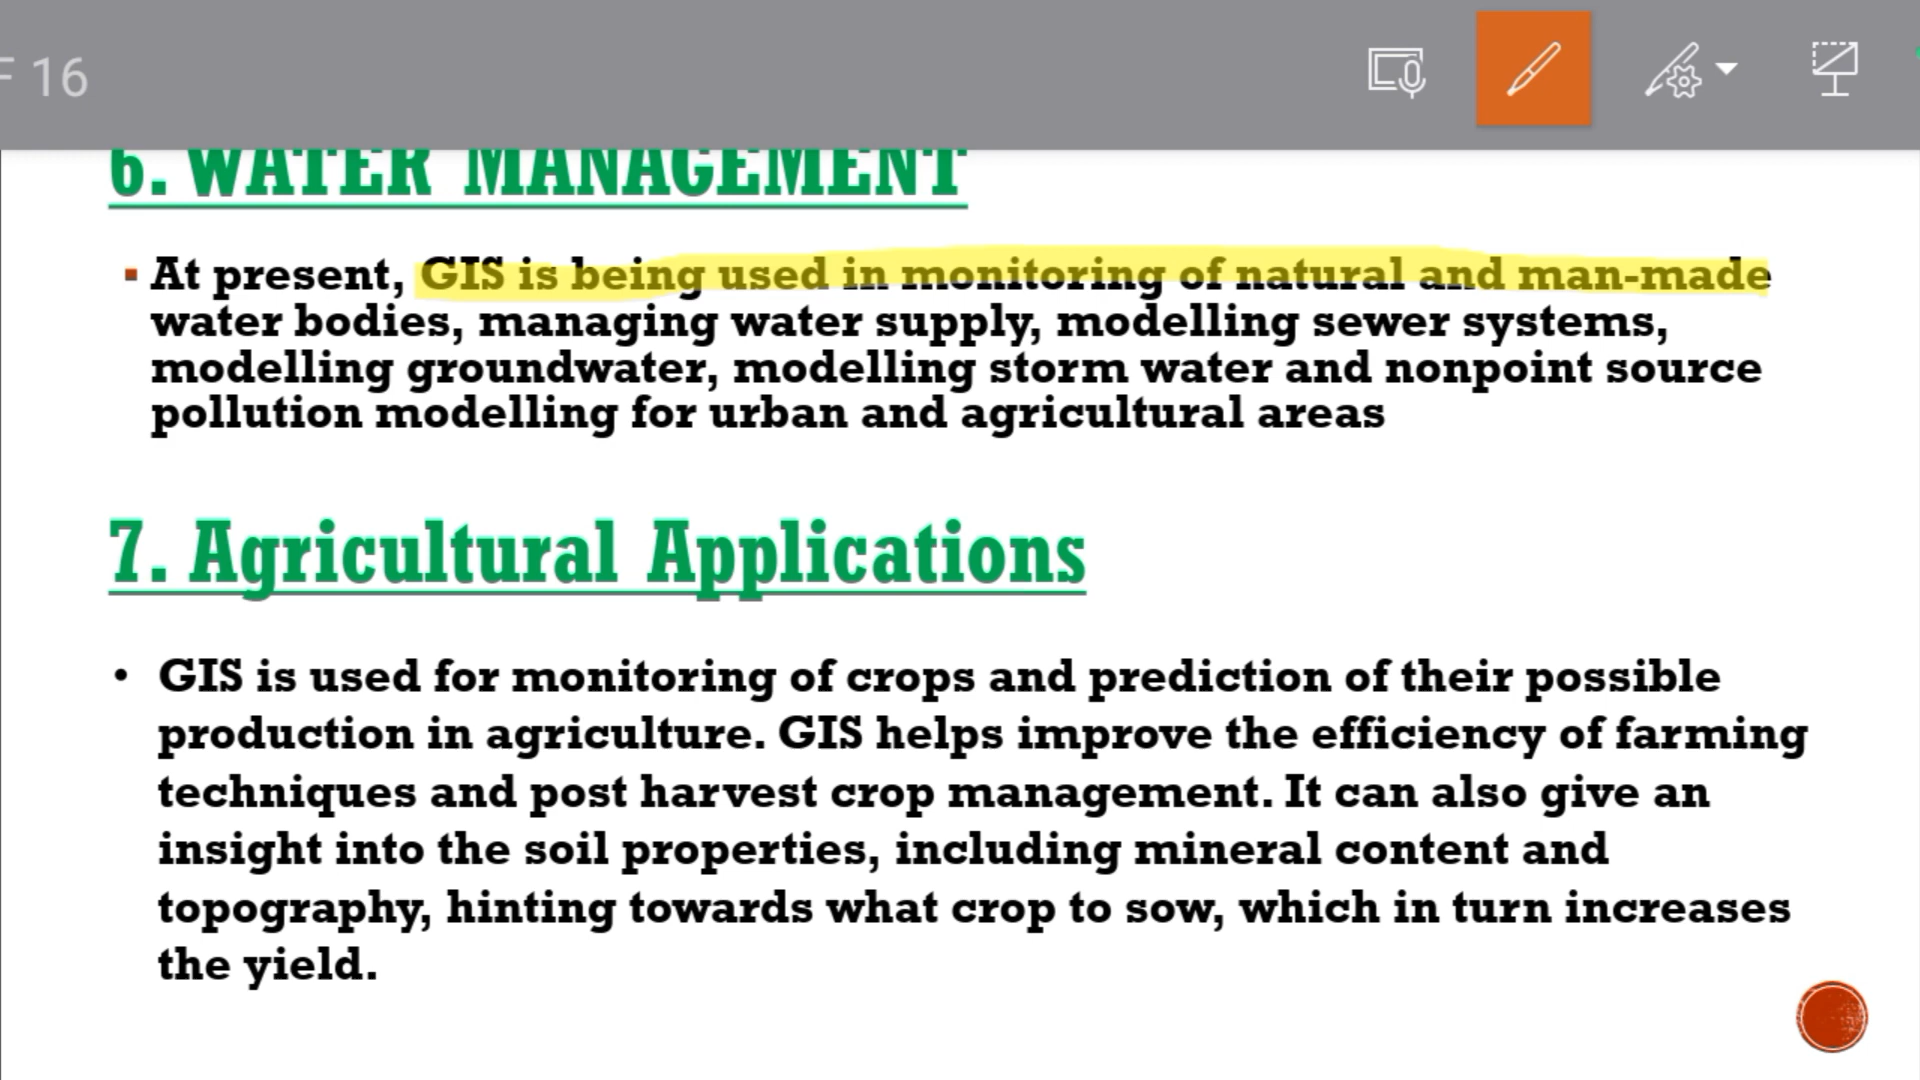 F 16
6. WATER MANAGEMENT
▪ At present, GIS is being used in monitoring of natural and man-made
water bodies, managing water supply, modelling sewer systems,
modelling groundwater, modelling storm water and nonpoint source
pollution modelling for urban and agricultural areas
7. Agricultural Applications
• GIS is used for monitoring of crops and prediction of their possible
production in agriculture. GIS helps improve the efficiency of farming
techniques and post harvest crop management. It can also give an
insight into the soil properties, including mineral content and
topography, hinting towards what crop to sow, which in turn increases
the yield.